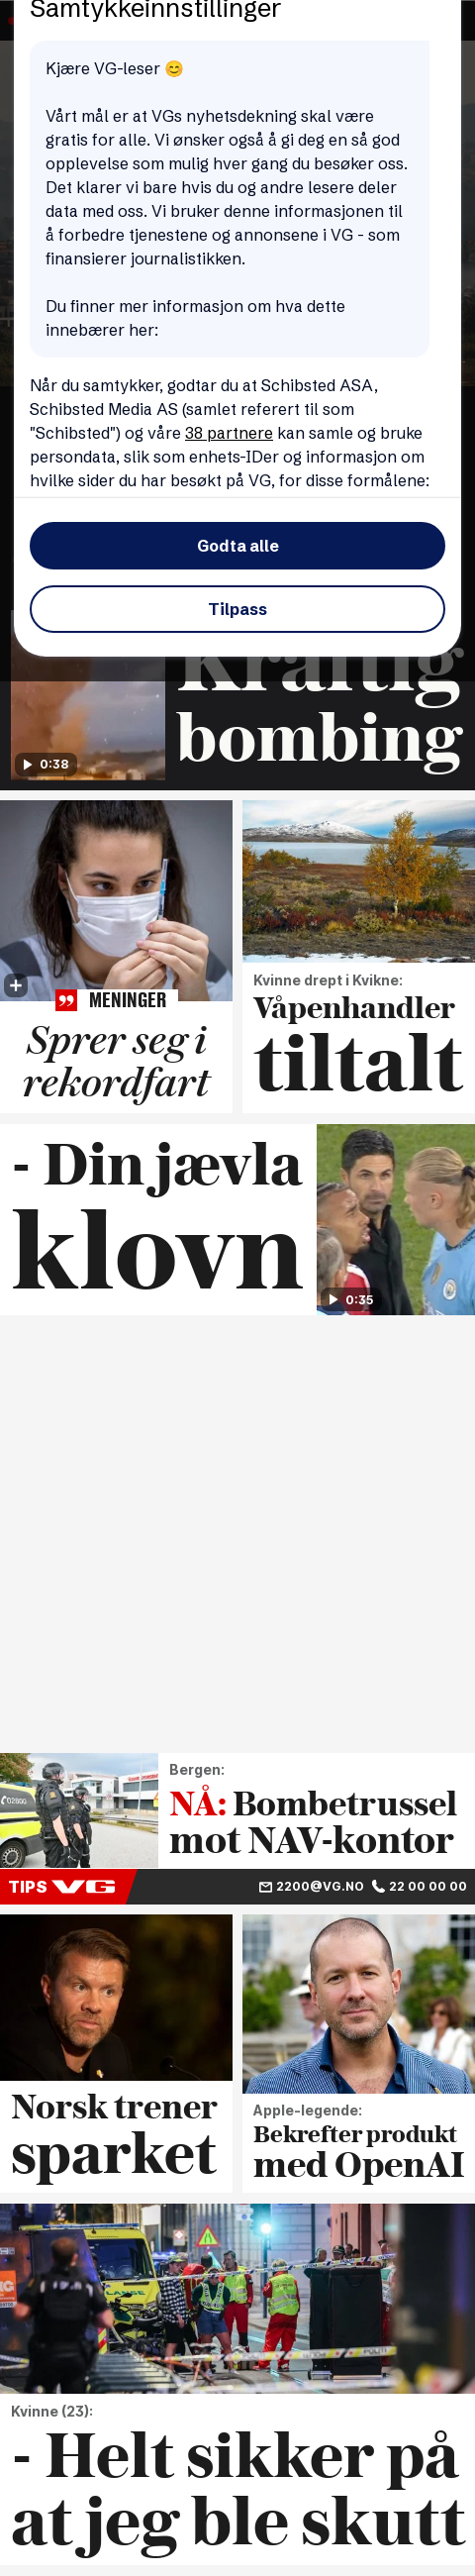 Samtykkeinnstillinger
Kjære VG-leser 😊
Vårt mål er at VGs nyhetsdekning skal være
gratis for alle. Vi ønsker også å gi deg en så god
opplevelse som mulig hver gang du besøker oss.
Det klarer vi bare hvis du og andre lesere deler
data med oss. Vi bruker denne informasjonen til
å forbedre tjenestene og annonsene i VG - som
finansierer journalistikken.
Du finner mer informasjon om hva dette
innebærer her:
Når du samtykker, godtar du at Schibsted ASA,
Schibsted Media AS (samlet referert til som
"Schibsted") og våre 38 partnere kan samle og bruke
persondata, slik som enhets-IDer og informasjon om
hvilke sider du har besøkt på VG, for disse formålene:
Godta alle
Tilpass
Kraftig
bombing
0:38
MENINGER
Sprer seg i
rekordfart
Kvinne drept i Kvikne:
Våpenhandler
tiltalt
- Din jævla
klovn
0:35
Bergen:
NÅ: Bombetrussel
mot NAV-kontor
TIPS VG
2200@VG.NO 22 00 00 00
Norsk trener
sparket
Apple-legende:
Bekrefter produkt
med OpenAI
POLITI
Kvinne (23):
- Helt sikker på
at jeg ble skutt